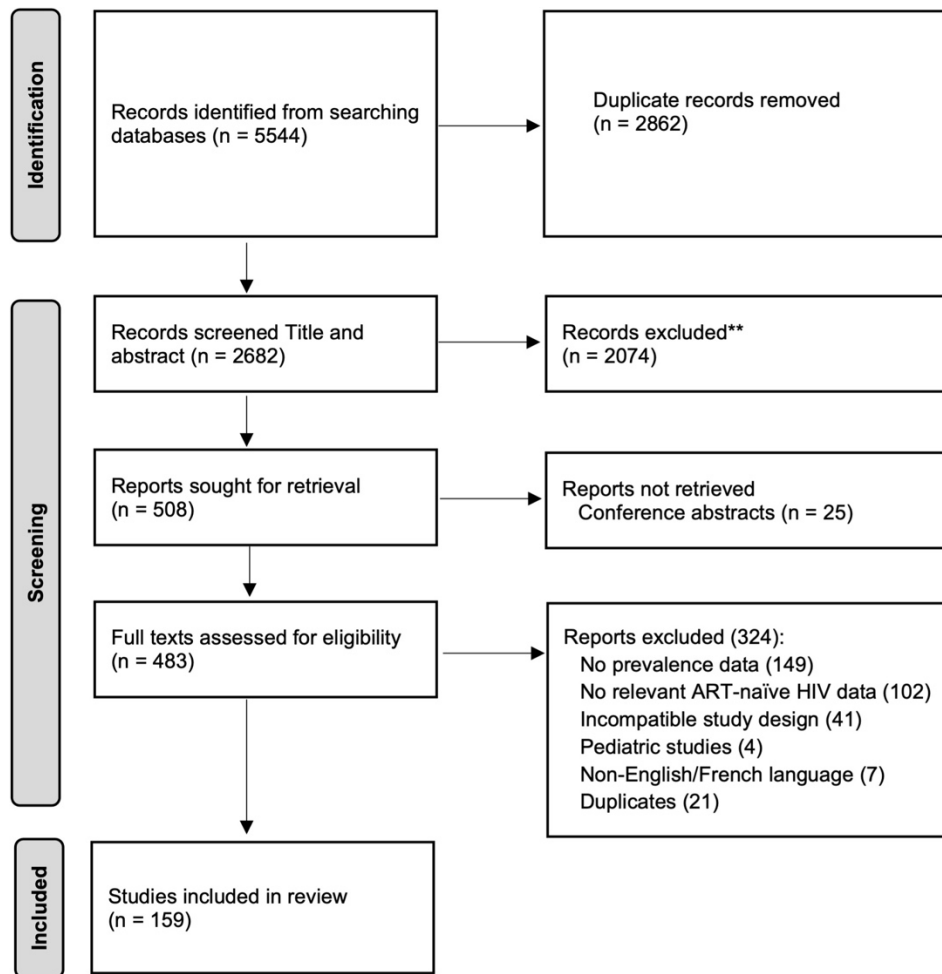 Identification
Records identified from searching
databases (n = 5544)
Duplicate records removed
(n = 2862)
Screening
Records screened Title and
abstract (n = 2682)
Records excluded**
(n = 2074)
Reports sought for retrieval
(n = 508)
Reports not retrieved
Conference abstracts (n = 25)
Full texts assessed for eligibility
(n = 483)
Reports excluded (324):
No prevalence data (149)
No relevant ART-naïve HIV data (102)
Incompatible study design (41)
Pediatric studies (4)
Non-English/French language (7)
Duplicates (21)
Included
Studies included in review
(n = 159)